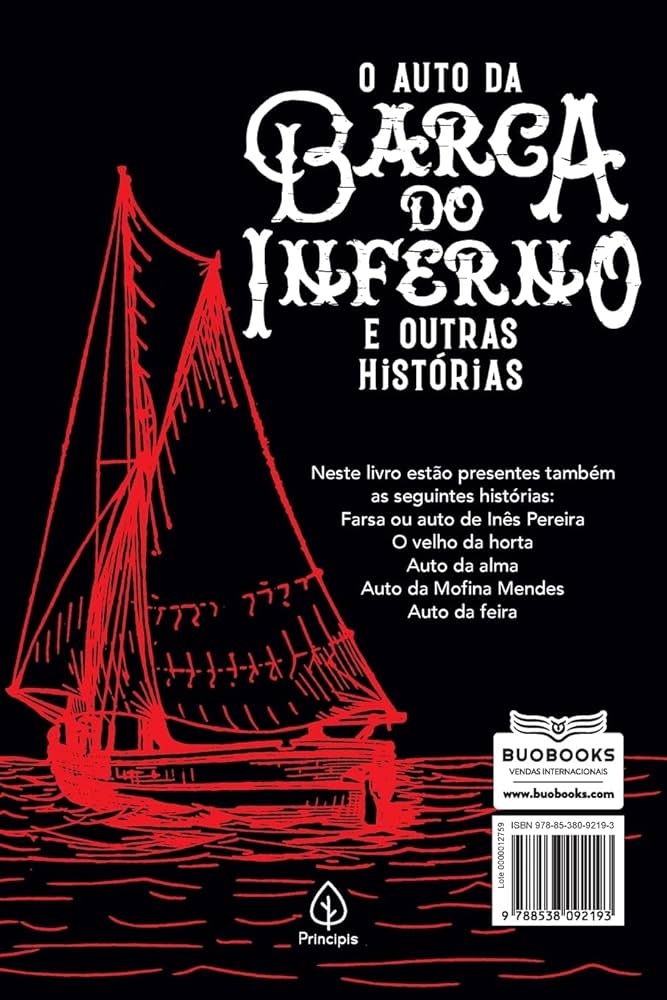 O AUTO DA
BARCA
DO
INFERNO
E OUTRAS
HiSTÓRiAS
Neste livro estão presentes também
as seguintes histórias:
Farsa ou auto de Inês Pereira
O velho da horta
Auto da alma
Auto da Mofina Mendes
Auto da feira
BUOBOOKS
VENDAS INTERNACIONAIS
www.buobooks.com
ISBN 978-85-380-9219-3
Lote 0000012759
9 788538 092193
Principis